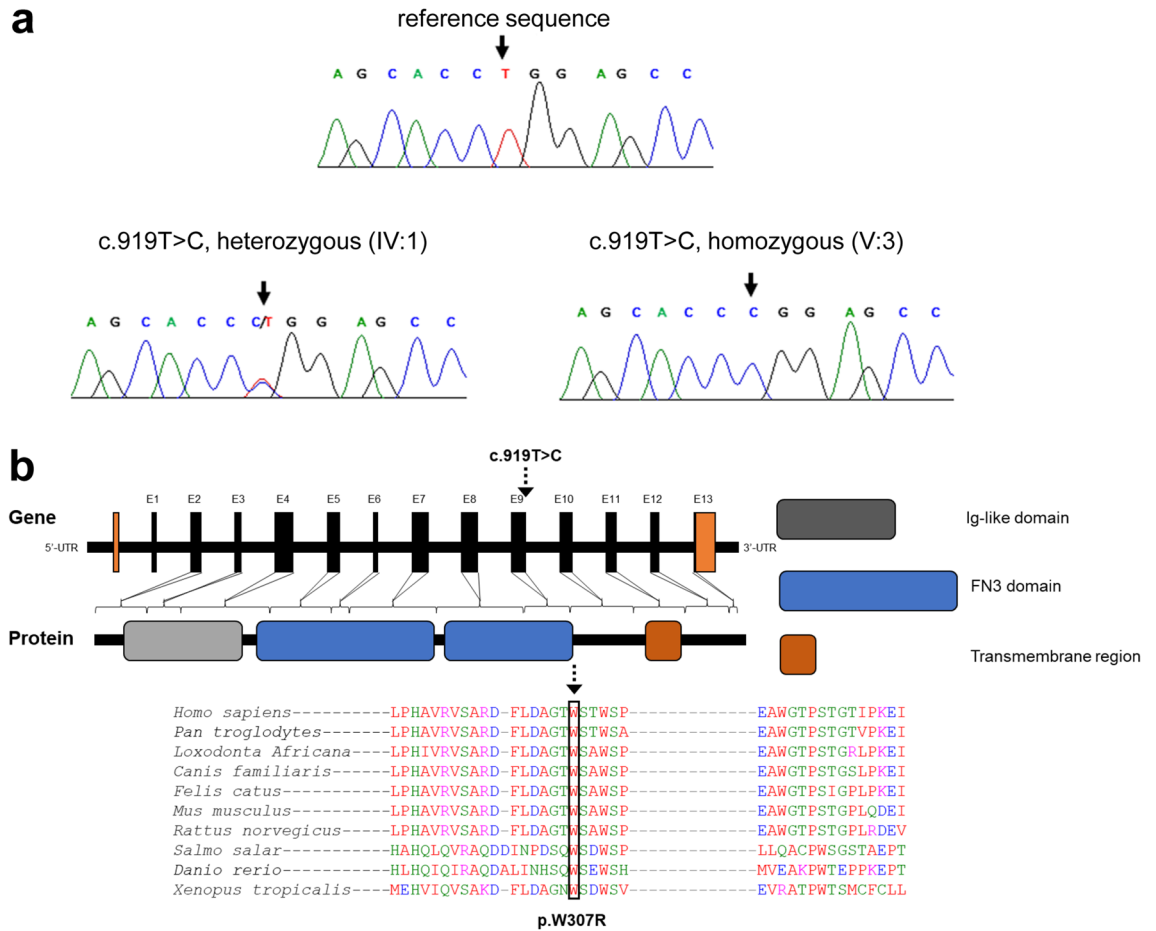 a
reference sequence
A G C A C C T G G A G C C
c.919T>C, heterozygous (IV:1)
c.919T>C, homozygous (V:3)
A G C A C C C/T G G A G C C
A G C A C C C G G A G C C
b
c.919T>C
E1 E2 E3 E4 E5 E6 E7 E8 E9 E10 E11 E12 E13
Gene
5'-UTR
3'-UTR
Ig-like domain
FN3 domain
Protein
Transmembrane region
Homo sapiens------------LPHAVRVSARD-FLDAGTWSTWSP---------------EAWGTPSTGTIPKEI
Pan troglodytes---------LPHAVRVSARD-FLDAGTWSTWSA---------------EAWGTPSTGTVPKEI
Loxodonta Africana------LPHIVRVSARD-FLDAGTWSAWSP---------------EAWGTPSTGRLPKEI
Canis familiaris--------LPHAVRVSARD-FLDAGTWSAWSP---------------EAWGTPSTGSLPKEI
Felis catus-------------LPHAVRVSARD-FLDAGTWSAWSP---------------EAWGTPSIGPLPKEI
Mus musculus------------LPHAVRVSARD-FLDAGTWSAWSP---------------EAWGTPSTGPLQDEI
Rattus norvegicus-------LPHAVRVSARD-FLDAGTWSAWSP---------------EAWGTPSTGPLRDEV
Salmo salar-------------HAHQLQVRAQDDINPDSQWSDWSP---------------LLQACPWSGSTAEPT
Danio rerio-------------HLHQIQIRAQDALINHSQWSEWSH---------------MVEAKPWTEPPKEPT
Xenopus tropicalis------MEHVIQVSAKD-FLDAGNWSDWSV---------------EVRATPWTSMCFCLL
p.W307R